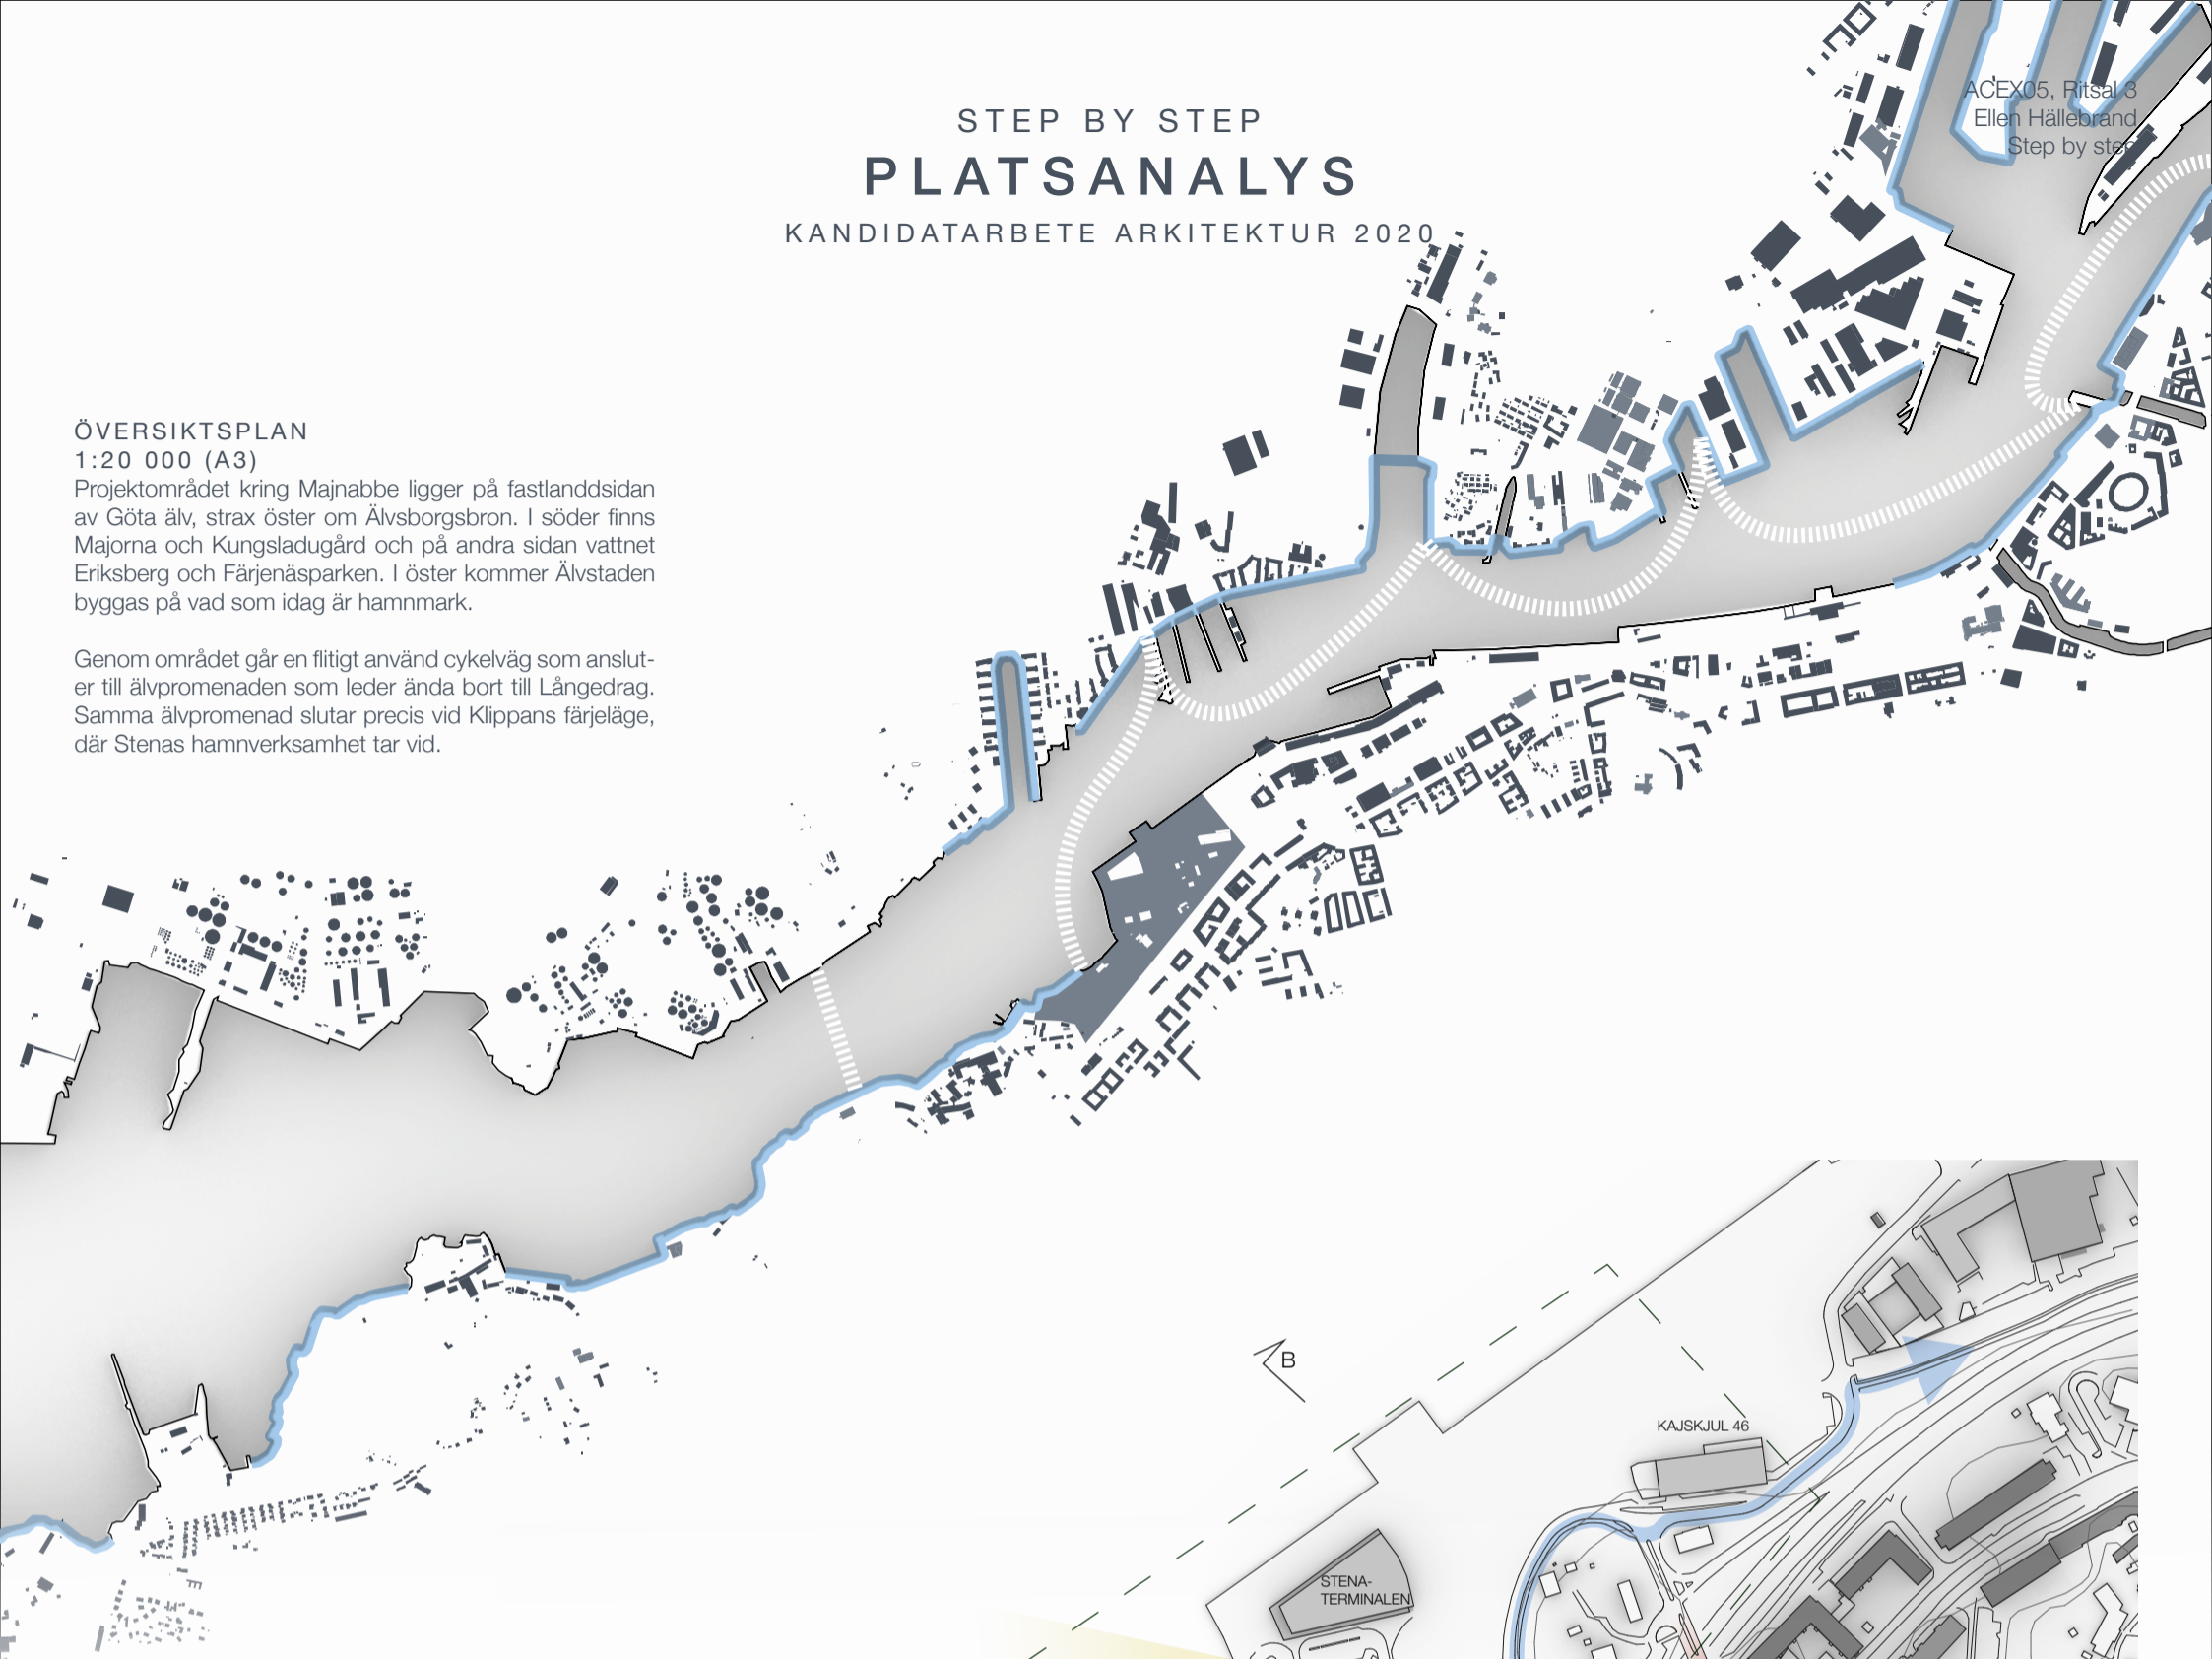 STEP BY STEP
PLATSANALYS
KANDIDATARBETE ARKITEKTUR 2020
ACEX05, Ritsal 3
Ellen Hällebrand
Step by step
ÖVERSIKTSPLAN
1:20 000 (A3)
Projektområdet kring Majnabbe ligger på fastlanddsidan
av Göta älv, strax öster om Älvsborgsbron. I söder finns
Majorna och Kungsladugård och på andra sidan vattnet
Eriksberg och Färjenäsparken. I öster kommer Älvstaden
byggas på vad som idag är hamnmark.
Genom området går en flitigt använd cykelväg som anslut-
er till älvpromenaden som leder ända bort till Långedrag.
Samma älvpromenad slutar precis vid Klippans färjeläge,
där Stenas hamnverksamhet tar vid.
B
KAJSKJUL 46
STENA-
TERMINALEN